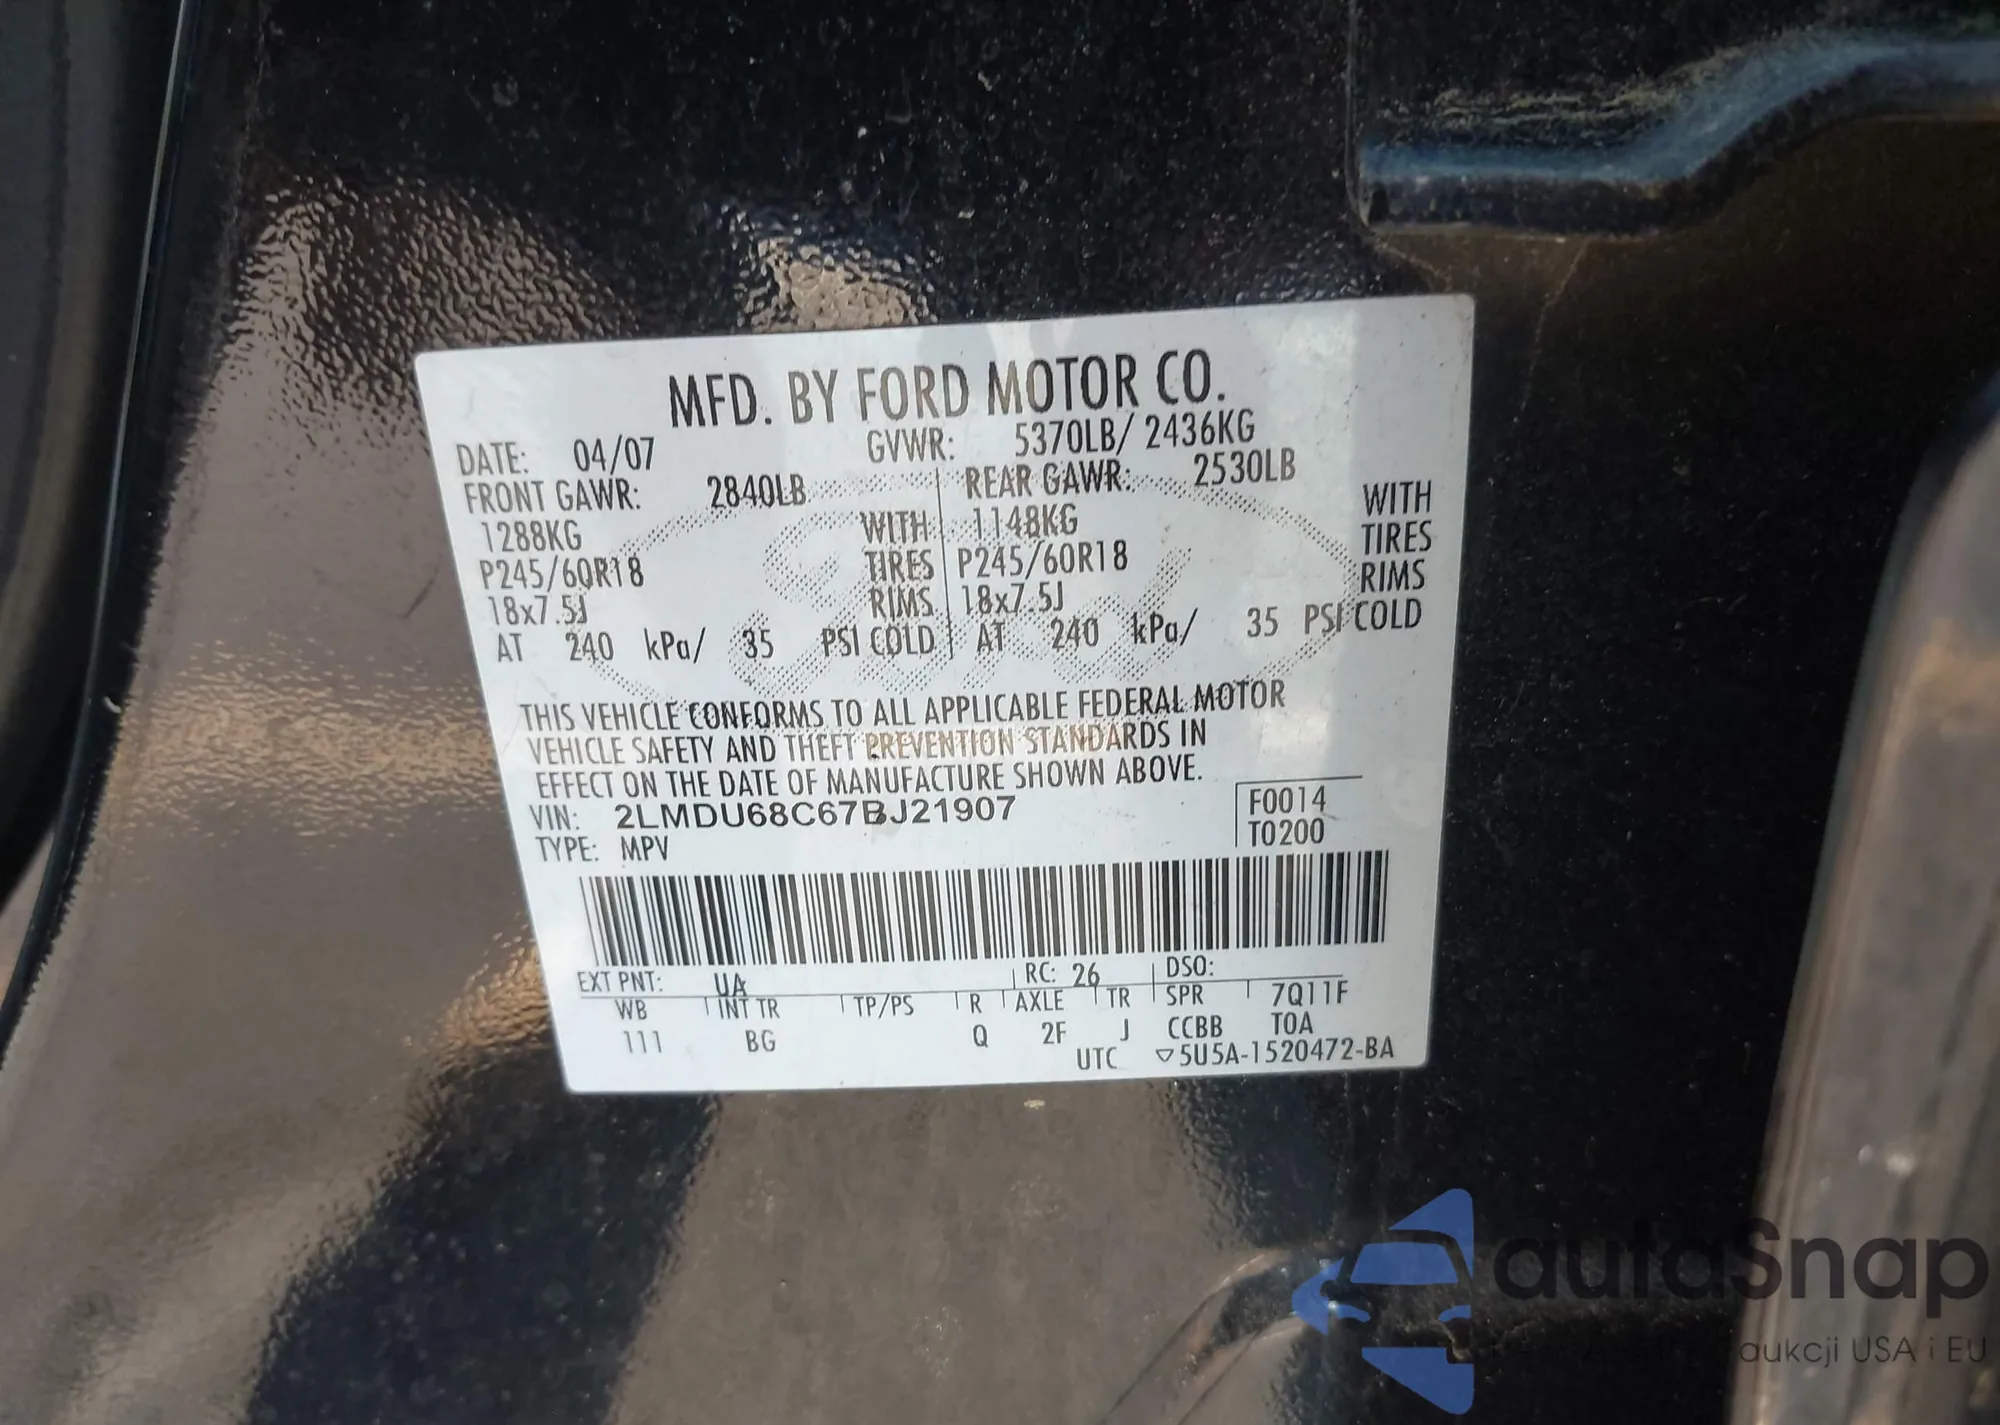 MFD. BY FORD MOTOR CO.
DATE: 04/07 GVWR: 5370LB/ 2436KG
FRONT GAWR: 2840LB REAR GAWR: 2530LB
1288KG WITH 1148KG WITH
P245/60R18 TIRES P245/60R18 TIRES
18x7.5J RIMS 18x7.5J RIMS
AT 240 kPa/ 35 PSI COLD AT 240 kPa/ 35 PSI COLD
THIS VEHICLE CONFORMS TO ALL APPLICABLE FEDERAL MOTOR
VEHICLE SAFETY AND THEFT PREVENTION STANDARDS IN
EFFECT ON THE DATE OF MANUFACTURE SHOWN ABOVE.
VIN: 2LMDU68C67BJ21907 F0014
TYPE: MPV T0200
EXT PNT: UA RC: 26 DSO:
WB INT TR TP/PS R AXLE TR SPR 7Q11F
111 BG Q 2F J CCBB TOA
UTC ▽5U5A-1520472-BA
autaSnap
aukcji USA i EU